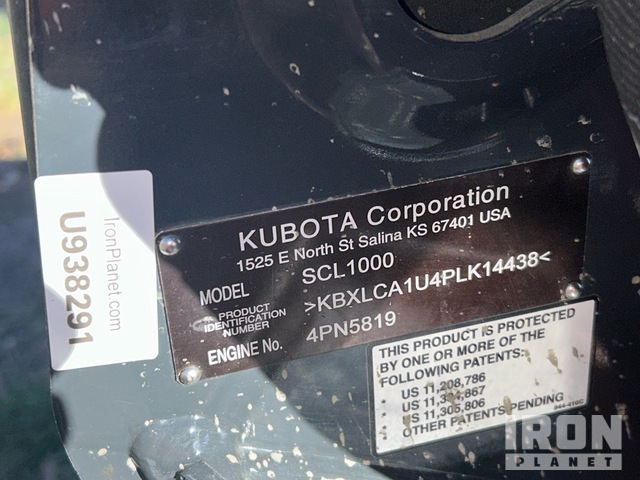 IronPlanet.com
U938291
KUBOTA Corporation
1525 E North St Salina KS 67401 USA
MODEL SCL1000
PRODUCT
IDENTIFICATION
NUMBER >KBXLCA1U4PLK14438<
ENGINE No. 4PN5819
THIS PRODUCT IS PROTECTED
BY ONE OR MORE OF THE
FOLLOWING PATENTS:
• US 11,208,786
• US
• US 11,305,806
• OTHER PATENTS PENDING
IRON
PLANET